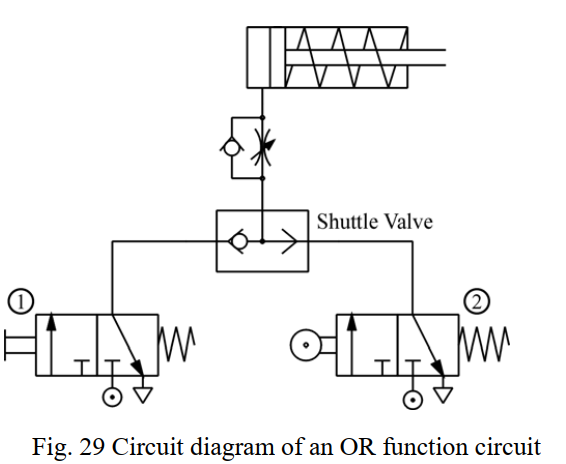 Shuttle Valve
1
2
Fig. 29 Circuit diagram of an OR function circuit